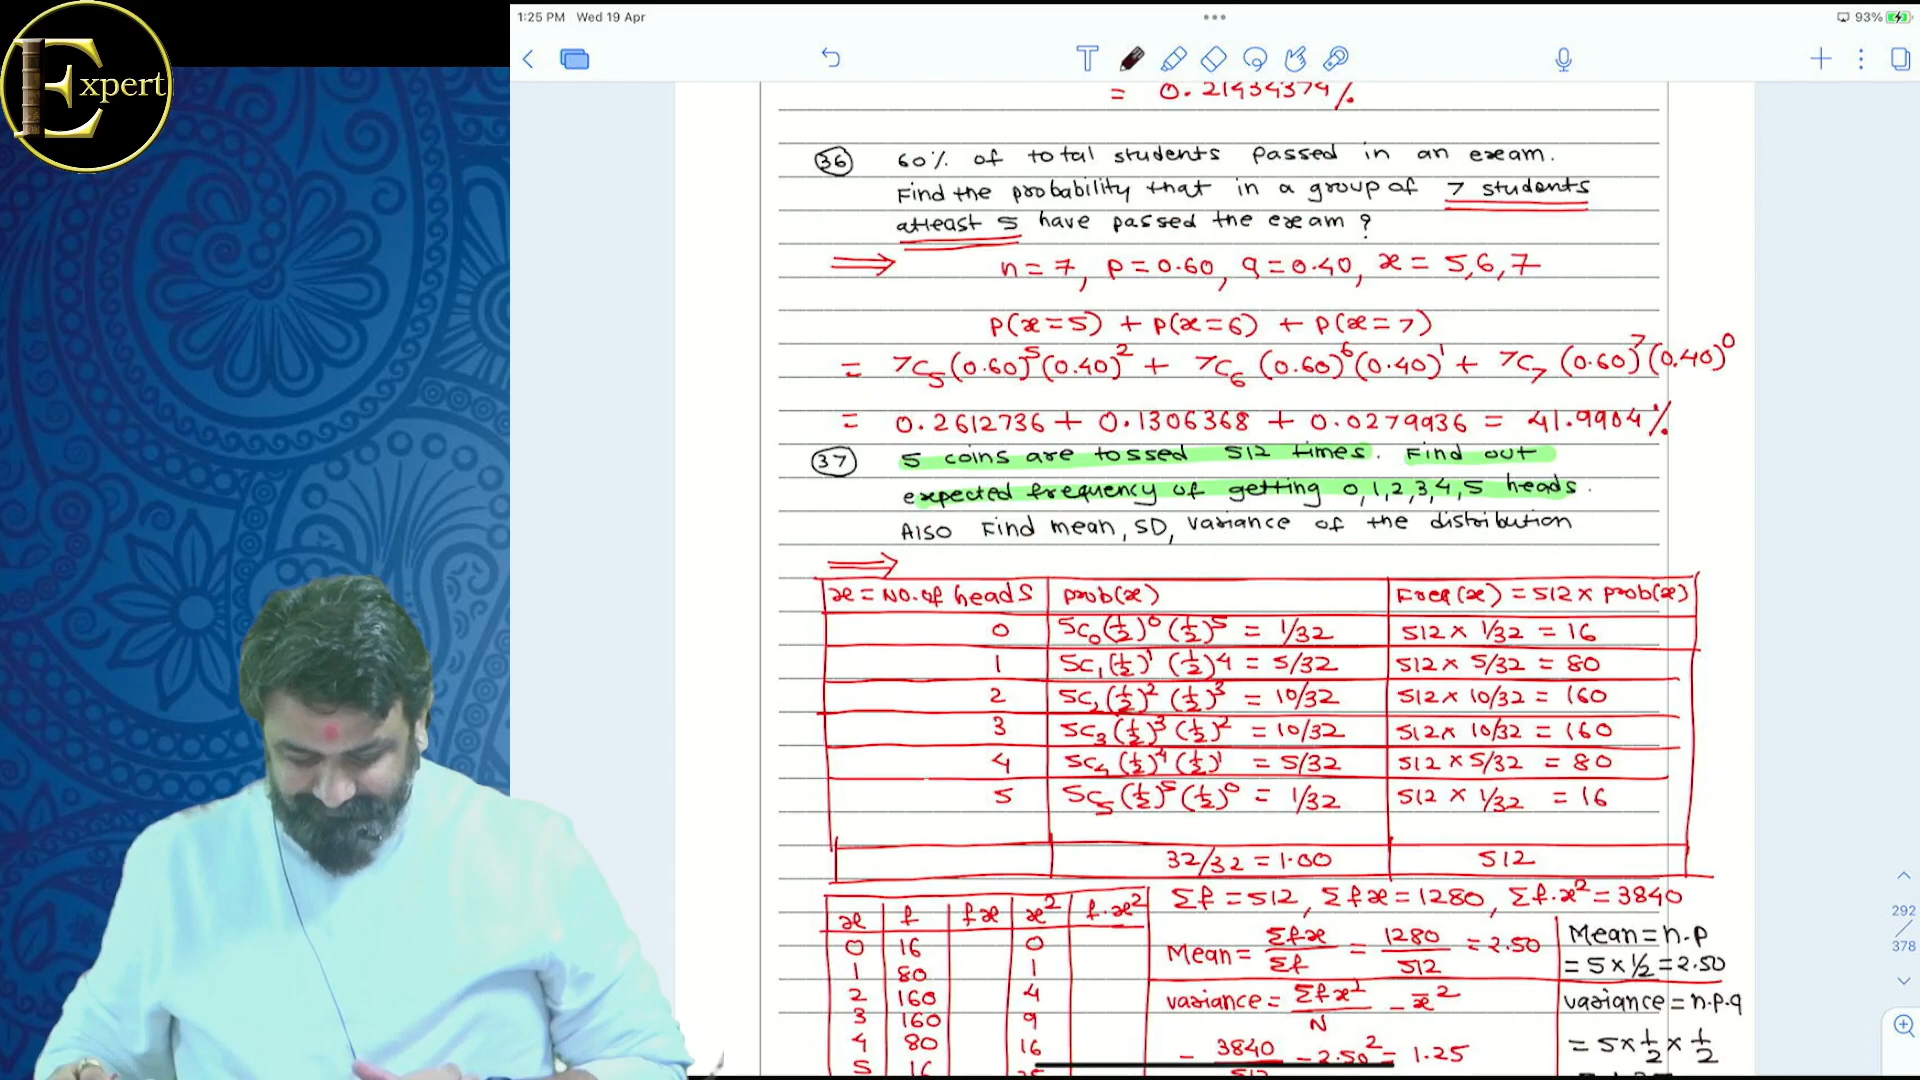 Expert
1:25 PM Wed 19 Apr
93%
= 0.21434374%
36 60% of total students passed in an exam.
Find the probability that in a group of 7 students
atleast 5 have passed the exam ?
⇒ n = 7, p = 0.60, q = 0.40, x = 5,6,7
P(x=5) + P(x=6) + P(x=7)
= 7C5 (0.60)^5 (0.40)^2 + 7C6 (0.60)^6 (0.40)^1 + 7C7 (0.60)^7 (0.40)^0
= 0.2612736 + 0.1306368 + 0.0279936 = 41.9904%
37 5 coins are tossed 512 times. Find out
expected frequency of getting 0,1,2,3,4,5 heads.
Also Find mean, SD, variance of the distribution
⇒
x = NO. of heads prob(x) Freq(x) = 512 x prob(x)
0 5C0 (1/2)^0 (1/2)^5 = 1/32 512 x 1/32 = 16
1 5C1 (1/2)^1 (1/2)4 = 5/32 512 x 5/32 = 80
2 5C2 (1/2)^2 (1/2)^3 = 10/32 512 x 10/32 = 160
3 5C3 (1/2)^3 (1/2)^2 = 10/32 512 x 10/32 = 160
4 5C4 (1/2)^4 (1/2)^1 = 5/32 512 x 5/32 = 80
5 5C5 (1/2)^5 (1/2)^0 = 1/32 512 x 1/32 = 16
32/32 = 1.00 512
Σf = 512, Σfx = 1280, Σf.x^2 = 3840
x f fx x^2 f.x^2
0 16 0
1 80 1
2 160 4
3 160 9
4 80 16
5 16
Mean = Σfx/Σf = 1280/512 = 2.50
variance = Σfx^2/N - x̄^2
= 3840/512 - 2.50^2 = 1.25
Mean = n.p
= 5 x 1/2 = 2.50
variance = n.p.q
= 5 x 1/2 x 1/2
292
/
378